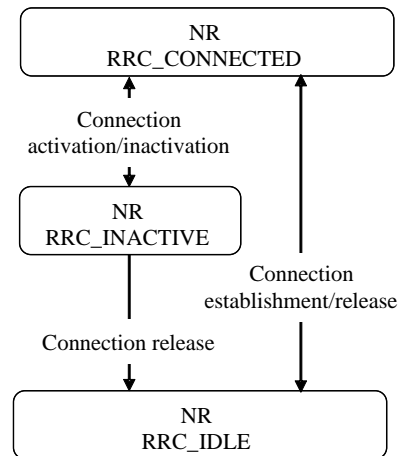 NR
RRC_CONNECTED
Connection
activation/inactivation
NR
RRC_INACTIVE
Connection
establishment/release
Connection release
NR
RRC_IDLE